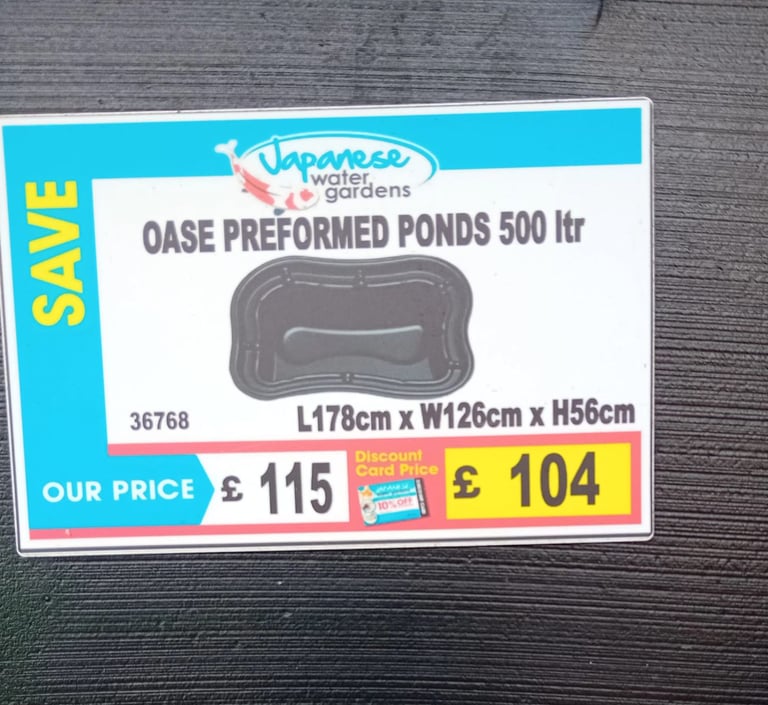 SAVE
Japanese
water
gardens
OASE PREFORMED PONDS 500 ltr
36768
L178cm x W126cm x H56cm
OUR PRICE £ 115
Discount
Card Price
10% OFF
£ 104